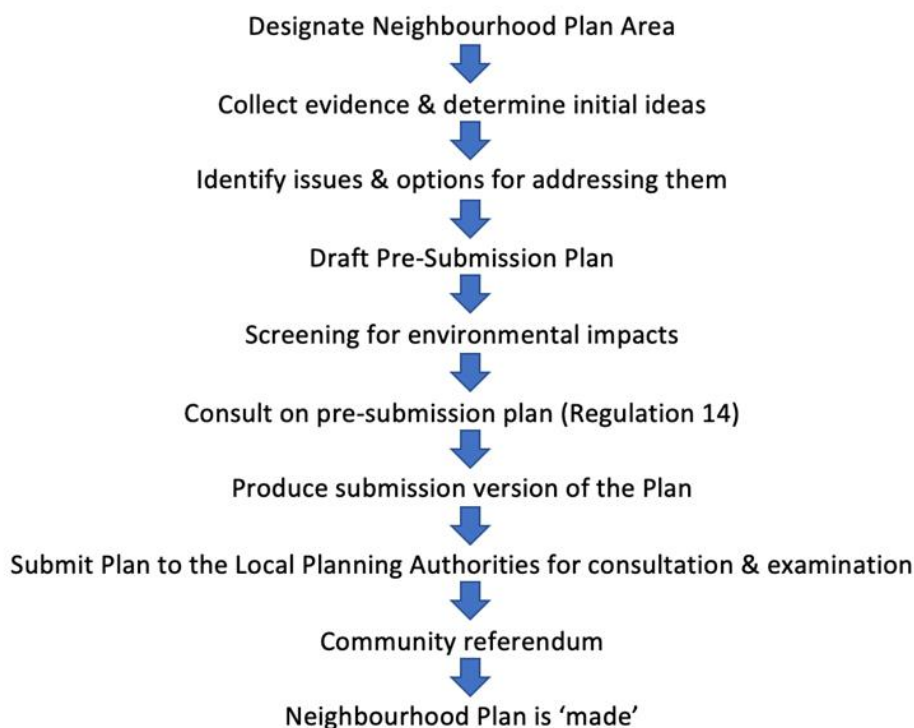 Designate Neighbourhood Plan Area
Collect evidence & determine initial ideas
Identify issues & options for addressing them
Draft Pre-Submission Plan
Screening for environmental impacts
Consult on pre-submission plan (Regulation 14)
Produce submission version of the Plan
Submit Plan to the Local Planning Authorities for consultation & examination
Community referendum
Neighbourhood Plan is ‘made’